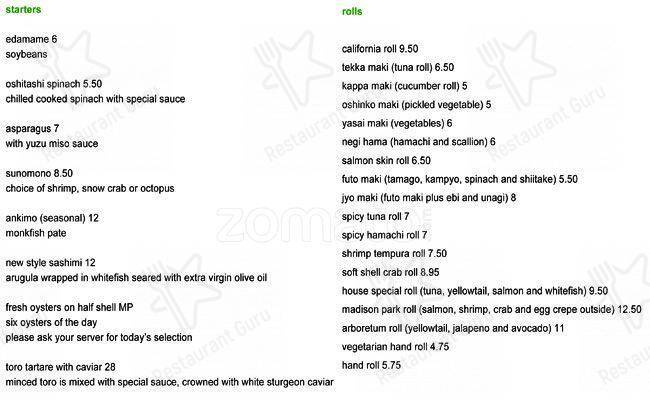 starters
edamame 6
soybeans
oshitashi spinach 5.50
chilled cooked spinach with special sauce
asparagus 7
with yuzu miso sauce
sunomono 8.50
choice of shrimp, snow crab or octopus
ankimo (seasonal) 12
monkfish pate
new style sashimi 12
arugula wrapped in whitefish seared with extra virgin olive oil
fresh oysters on half shell MP
six oysters of the day
please ask your server for today's selection
toro tartare with caviar 28
minced toro is mixed with special sauce, crowned with white sturgeon caviar
rolls
california roll 9.50
tekka maki (tuna roll) 6.50
kappa maki (cucumber roll) 5
oshinko maki (pickled vegetable) 5
yasai maki (vegetables) 6
negi hama (hamachi and scallion) 6
salmon skin roll 6.50
futo maki (tamago, kampyo, spinach and shiitake) 5.50
jyo maki (futo maki plus ebi and unagi) 8
spicy tuna roll 7
spicy hamachi roll 7
shrimp tempura roll 7.50
soft shell crab roll 8.95
house special roll (tuna, yellowtail, salmon and whitefish) 9.50
madison park roll (salmon, shrimp, crab and egg crepe outside) 12.50
arboretum roll (yellowtail, jalapeno and avocado) 11
vegetarian hand roll 4.75
hand roll 5.75
zomato
Restaurant Guru
Restaurant Guru
Restaurant Guru
Restaurant Guru
Restaurant Guru